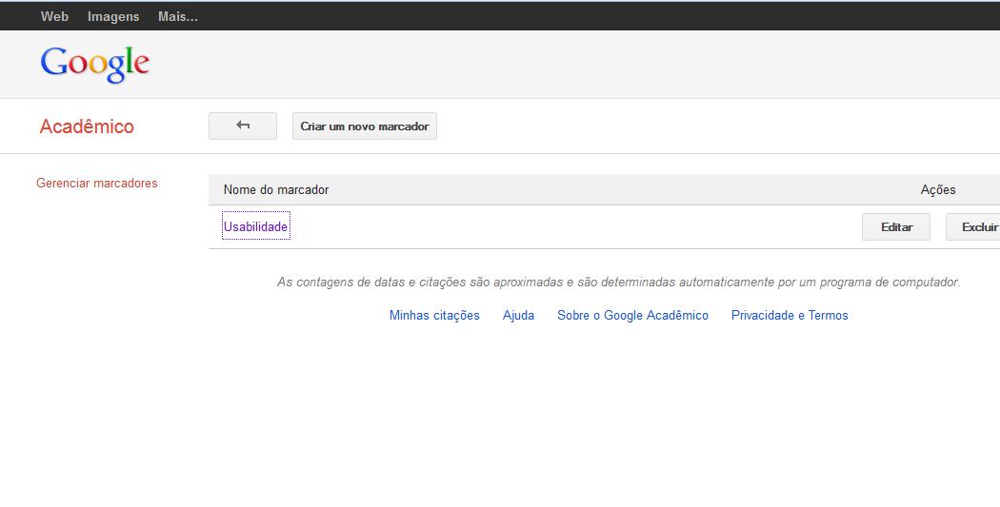 Web Imagens Mais...
Google
Acadêmico Criar um novo marcador
Gerenciar marcadores
Nome do marcador Ações
Usabilidade Editar Excluir
As contagens de datas e citações são aproximadas e são determinadas automaticamente por um programa de computador.
Minhas citações Ajuda Sobre o Google Acadêmico Privacidade e Termos